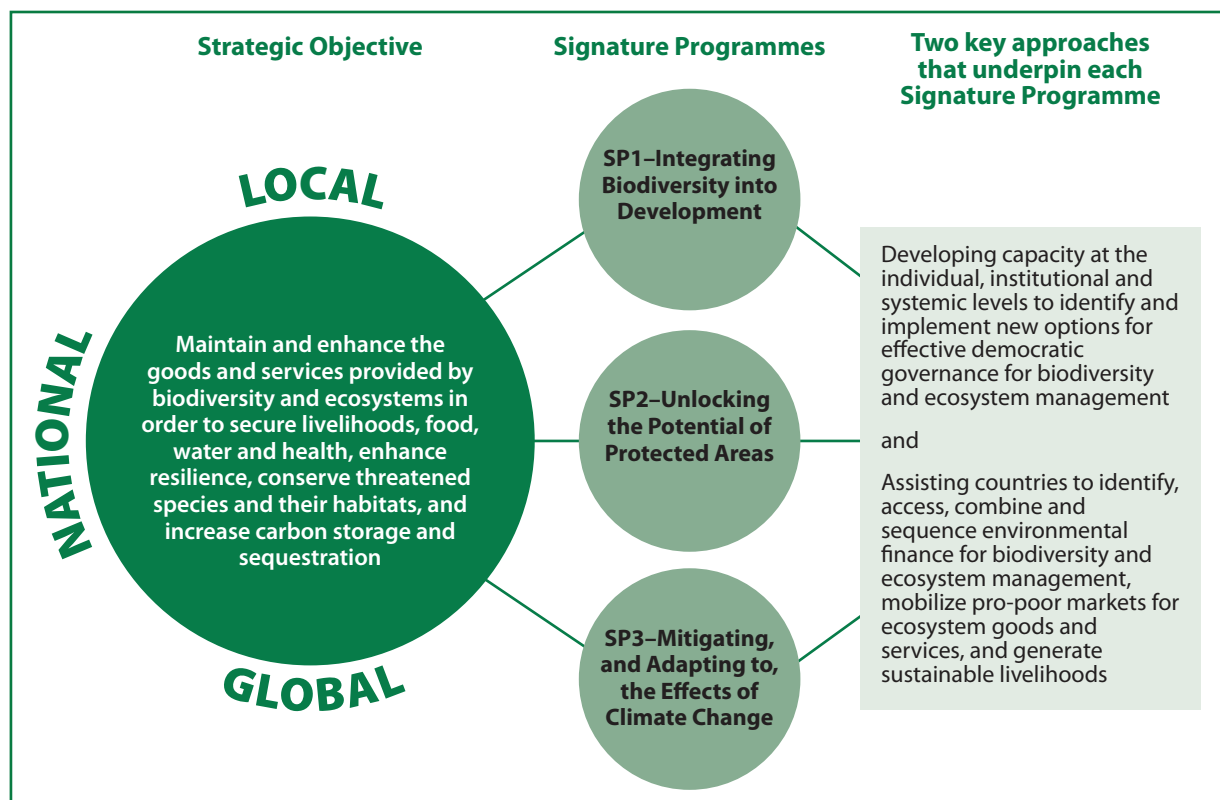 Strategic Objective
Signature Programmes
Two key approaches
that underpin each
Signature Programme
LOCAL
NATIONAL
GLOBAL
Maintain and enhance the
goods and services provided by
biodiversity and ecosystems in
order to secure livelihoods, food,
water and health, enhance
resilience, conserve threatened
species and their habitats, and
increase carbon storage and
sequestration
SP1–Integrating
Biodiversity into
Development
SP2–Unlocking
the Potential of
Protected Areas
SP3–Mitigating,
and Adapting to,
the Effects of
Climate Change
Developing capacity at the
individual, institutional and
systemic levels to identify and
implement new options for
effective democratic
governance for biodiversity
and ecosystem management
and
Assisting countries to identify,
access, combine and
sequence environmental
finance for biodiversity and
ecosystem management,
mobilize pro-poor markets for
ecosystem goods and
services, and generate
sustainable livelihoods